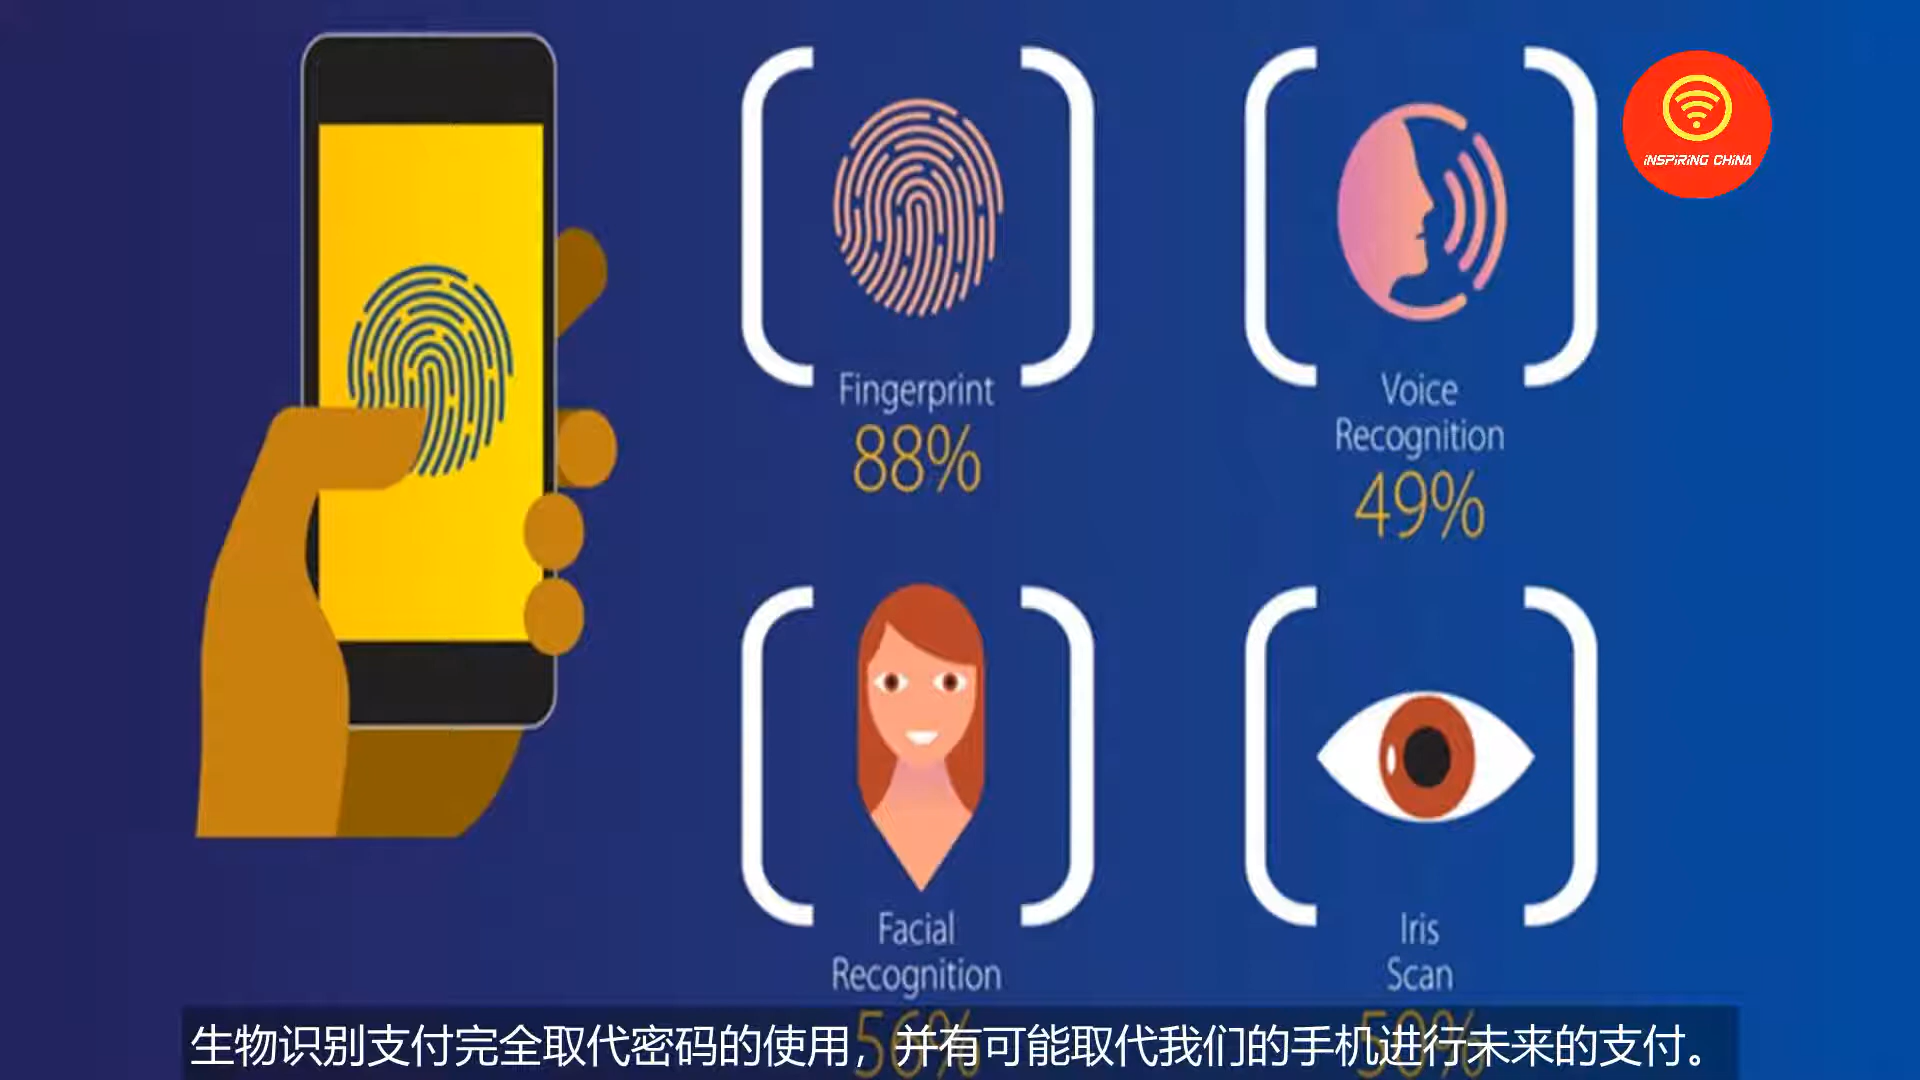 iNSPiRiNG CHiNA
Fingerprint
88%
Voice
Recognition
49%
Facial
Recognition
56%
Iris
Scan
50%
生物识别支付完全取代密码的使用，并有可能取代我们的手机进行未来的支付。